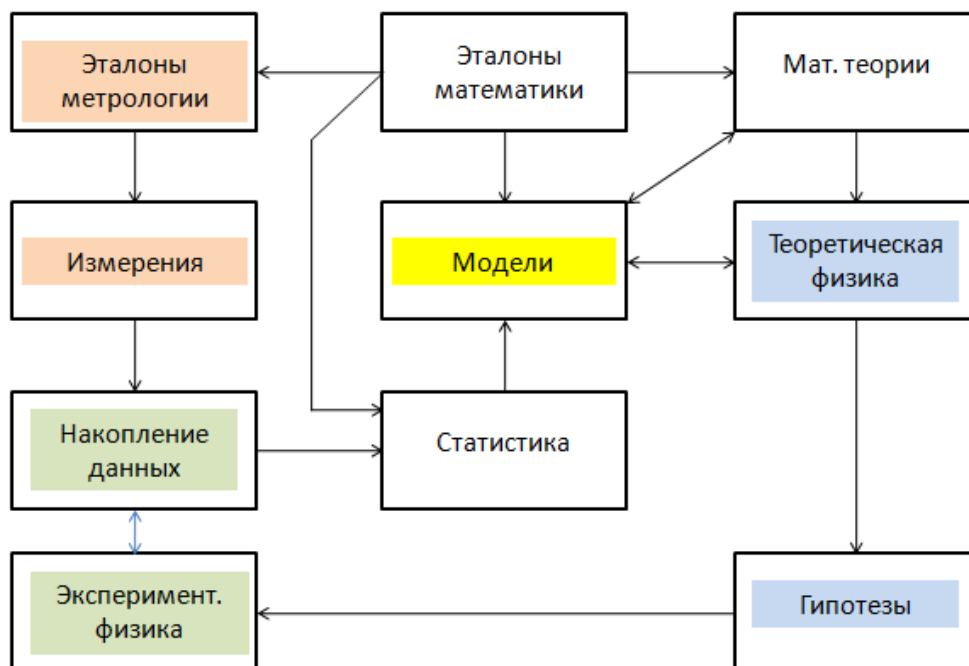 Эталоны
метрологии
Эталоны
математики
Мат. теории
Измерения
Модели
Теоретическая
физика
Накопление
данных
Статистика
Эксперимент.
физика
Гипотезы